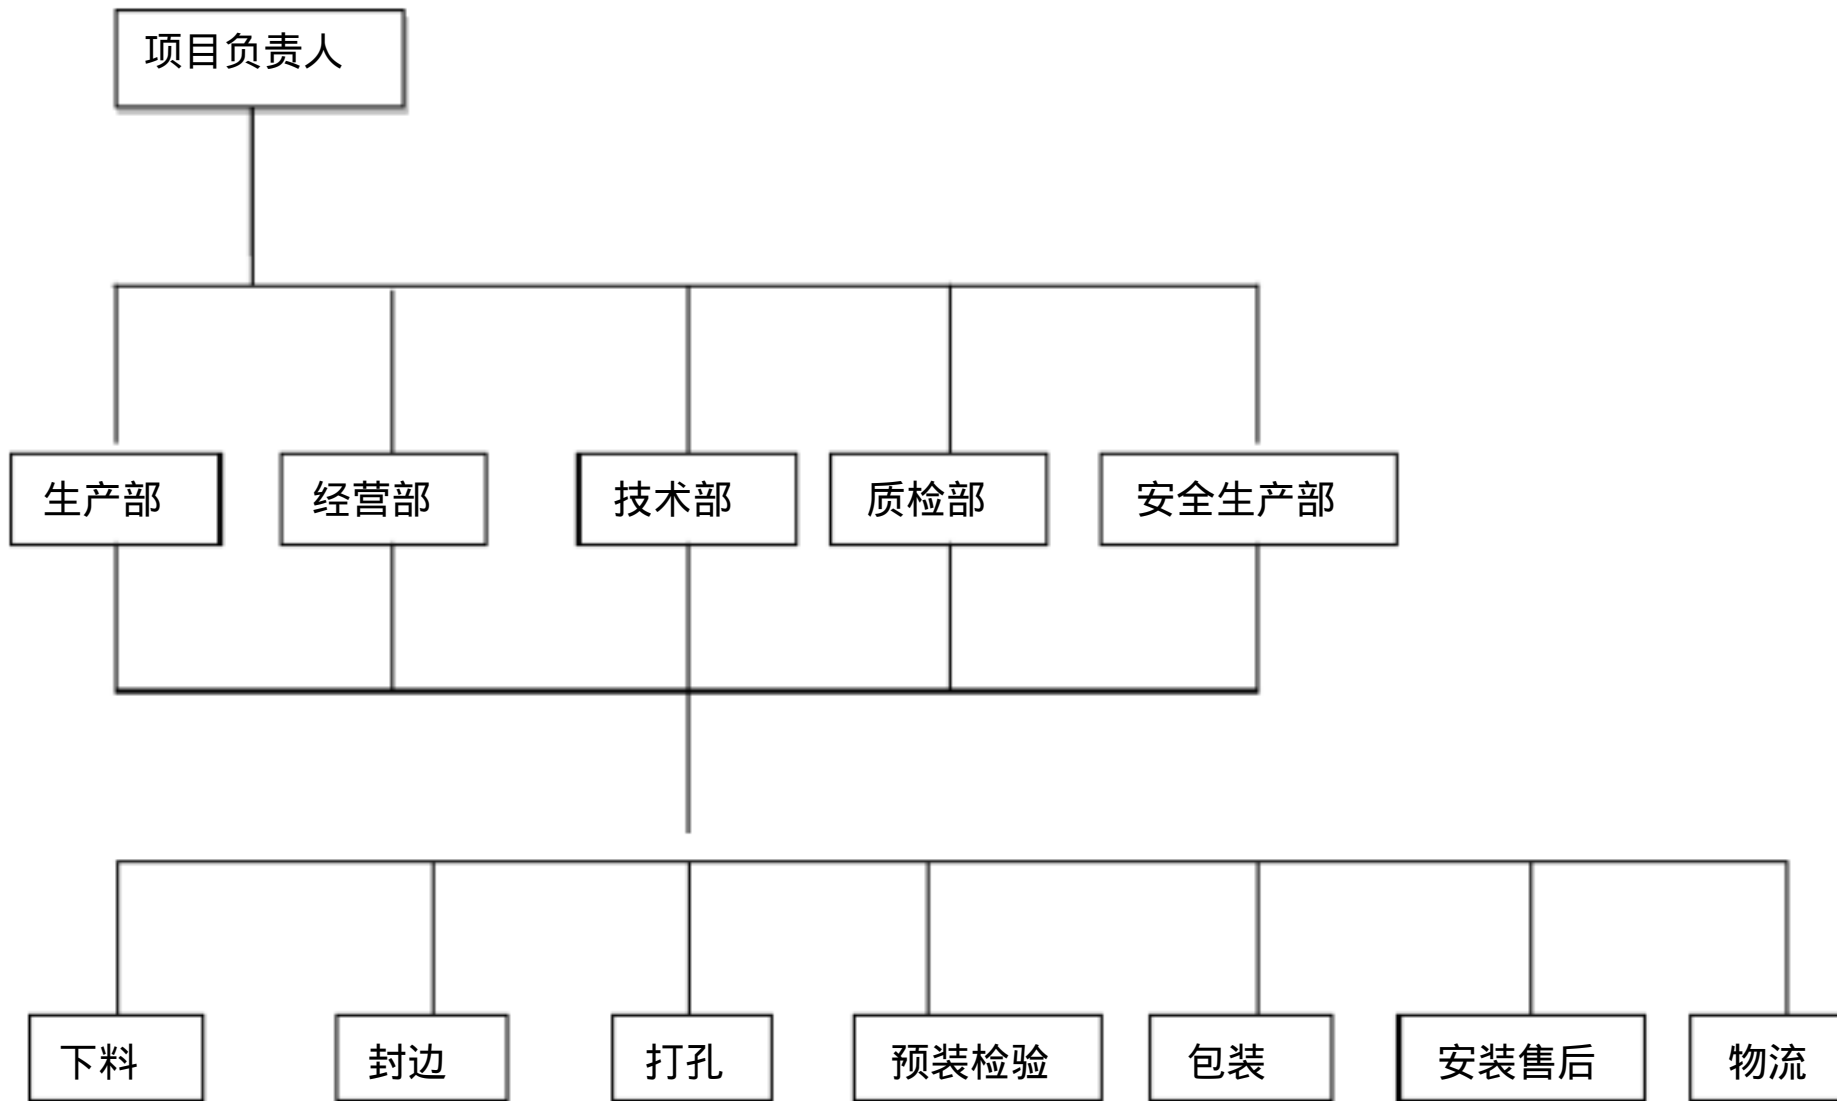 项目负责人
生产部
经营部
技术部
质检部
安全生产部
下料
封边
打孔
预装检验
包装
安装售后
物流